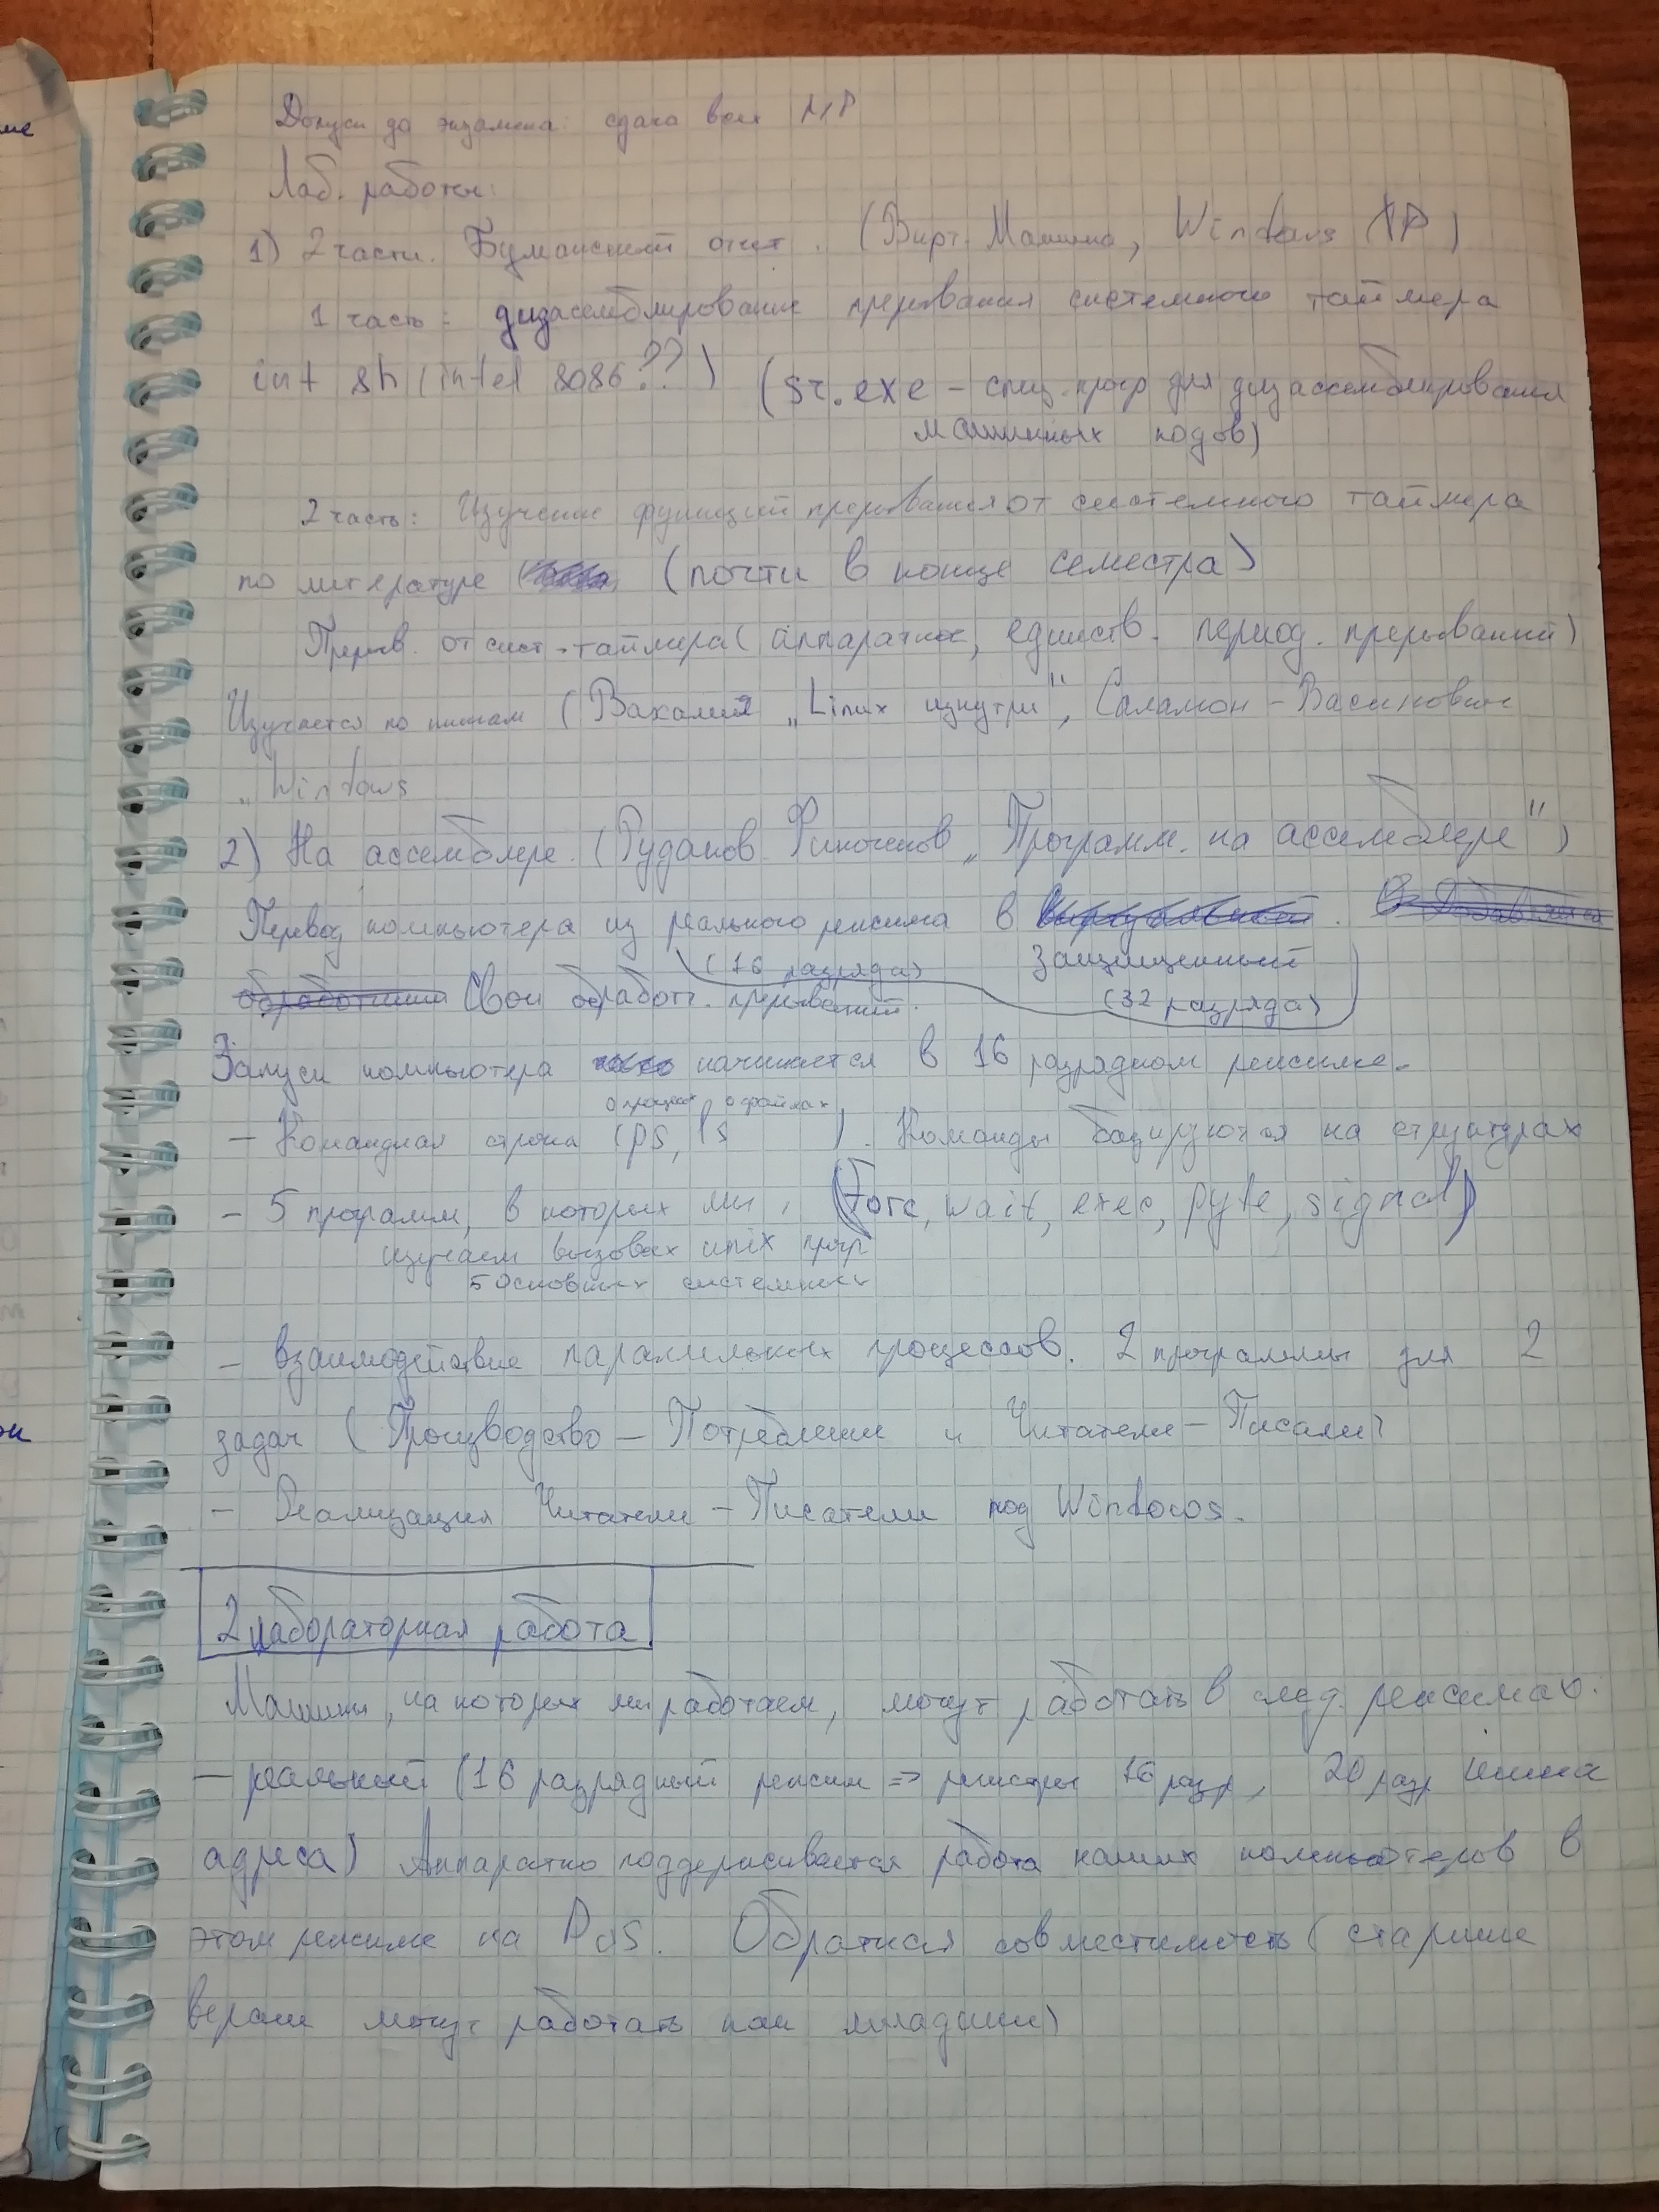 Допуск до экзамена: сдача всех Л/Р
Лаб. работы:
1) 2 части. Бумажный отчет. (Вирт. Машина, Windows XP)
1 часть: дизассемблирование прерывания системного таймера
int 8h (intel 8086??) (sr.exe – спец. прогр для дизассемблирования
машинных кодов)
2 часть: Изучение функций прерывания от системного таймера
по литературе (почти в конце семестра)
Прерыв. от сист. таймера (аппаратное, единств. период. прерываний)
Изучается по книгам (Вахалия „Linux изнутри", Саламон – Васинович
„Windows
2) На ассемблере. (Рудаков Финогенов „Программ. на ассемблере")
Перевод компьютера из реального режима в
(16 разряда) защищенный
Свои обработ. прерываний. (32 разряда)
Запуск компьютера начинается в 16 разрядном режиме.
о процессах о файлах
– Командная строка (ps, ls ). Команды базируются на структурах
– 5 программ, в которых мы (forc, wait, exec, pyte, signal)
изучаем вызовах unix прогр
5 основных системных
– взаимодействие параллельных процессов. 2 программы для 2
задач (Производство – Потребление и Читатели – Писатели)
– Реализация Читатели – Писатели под Windows.
2 лабораторная работа
Машины, на которых мы работаем, могут работать в след. режимах:
– реальный (16 разрядный режим => регистры 16 разр, 20 разр шина
адреса) Аппаратно поддерживается работа наших компьютеров в
этом режиме на DOS. Обратная совместимость (старшие
версии могут работать как младшие)